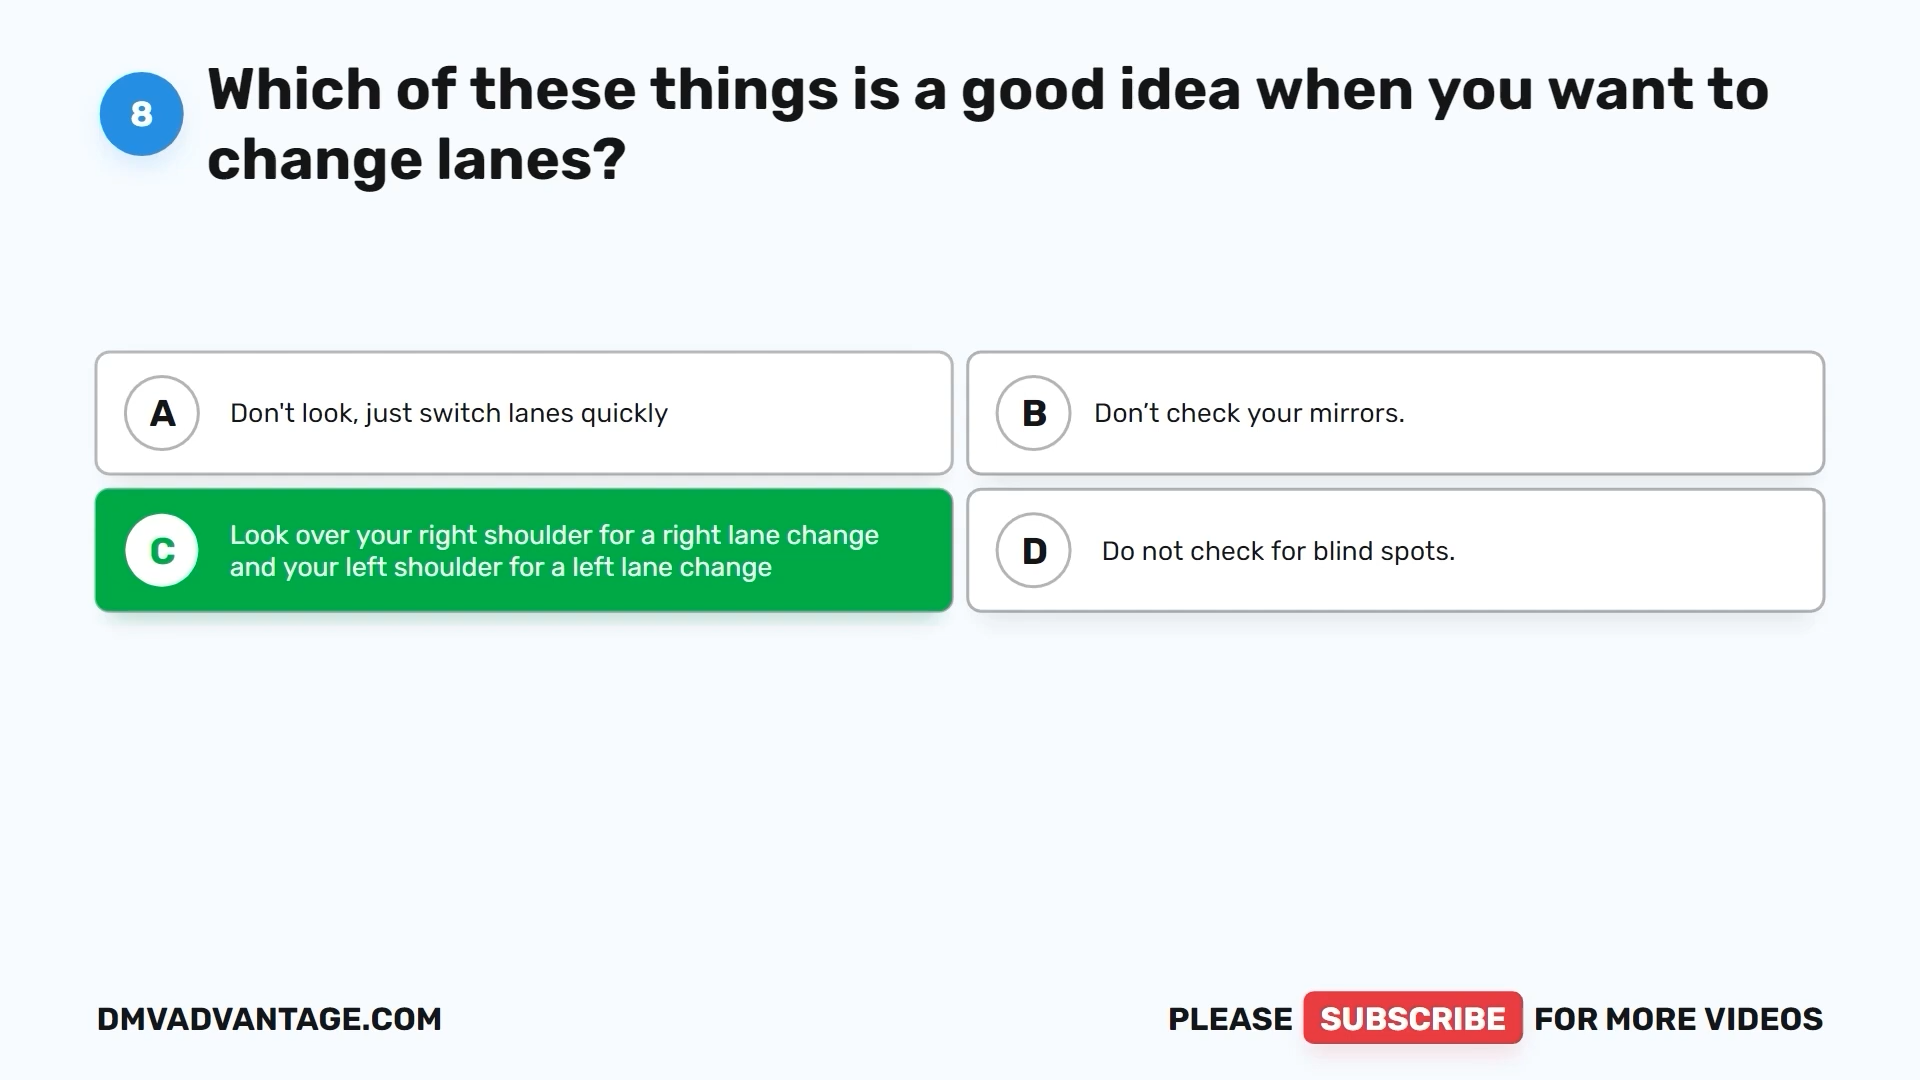 8
Which of these things is a good idea when you want to
change lanes?
A
Don't look, just switch lanes quickly
B
Don’t check your mirrors.
C
Look over your right shoulder for a right lane change
and your left shoulder for a left lane change
D
Do not check for blind spots.
DMVADVANTAGE.COM
PLEASE SUBSCRIBE FOR MORE VIDEOS